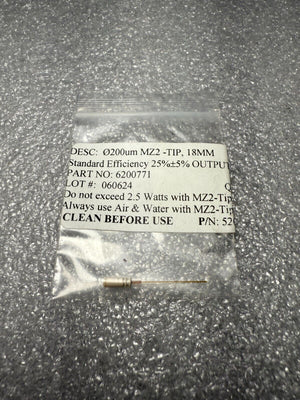 DESC: Ø200um MZ2 -TIP, 18MM
Standard Efficiency 25%±5% OUTPUT
PART NO: 6200771
LOT #: 060624 Q
Do not exceed 2.5 Watts with MZ2-Tip
Always use Air & Water with MZ2-Tip
CLEAN BEFORE USE P/N: 52